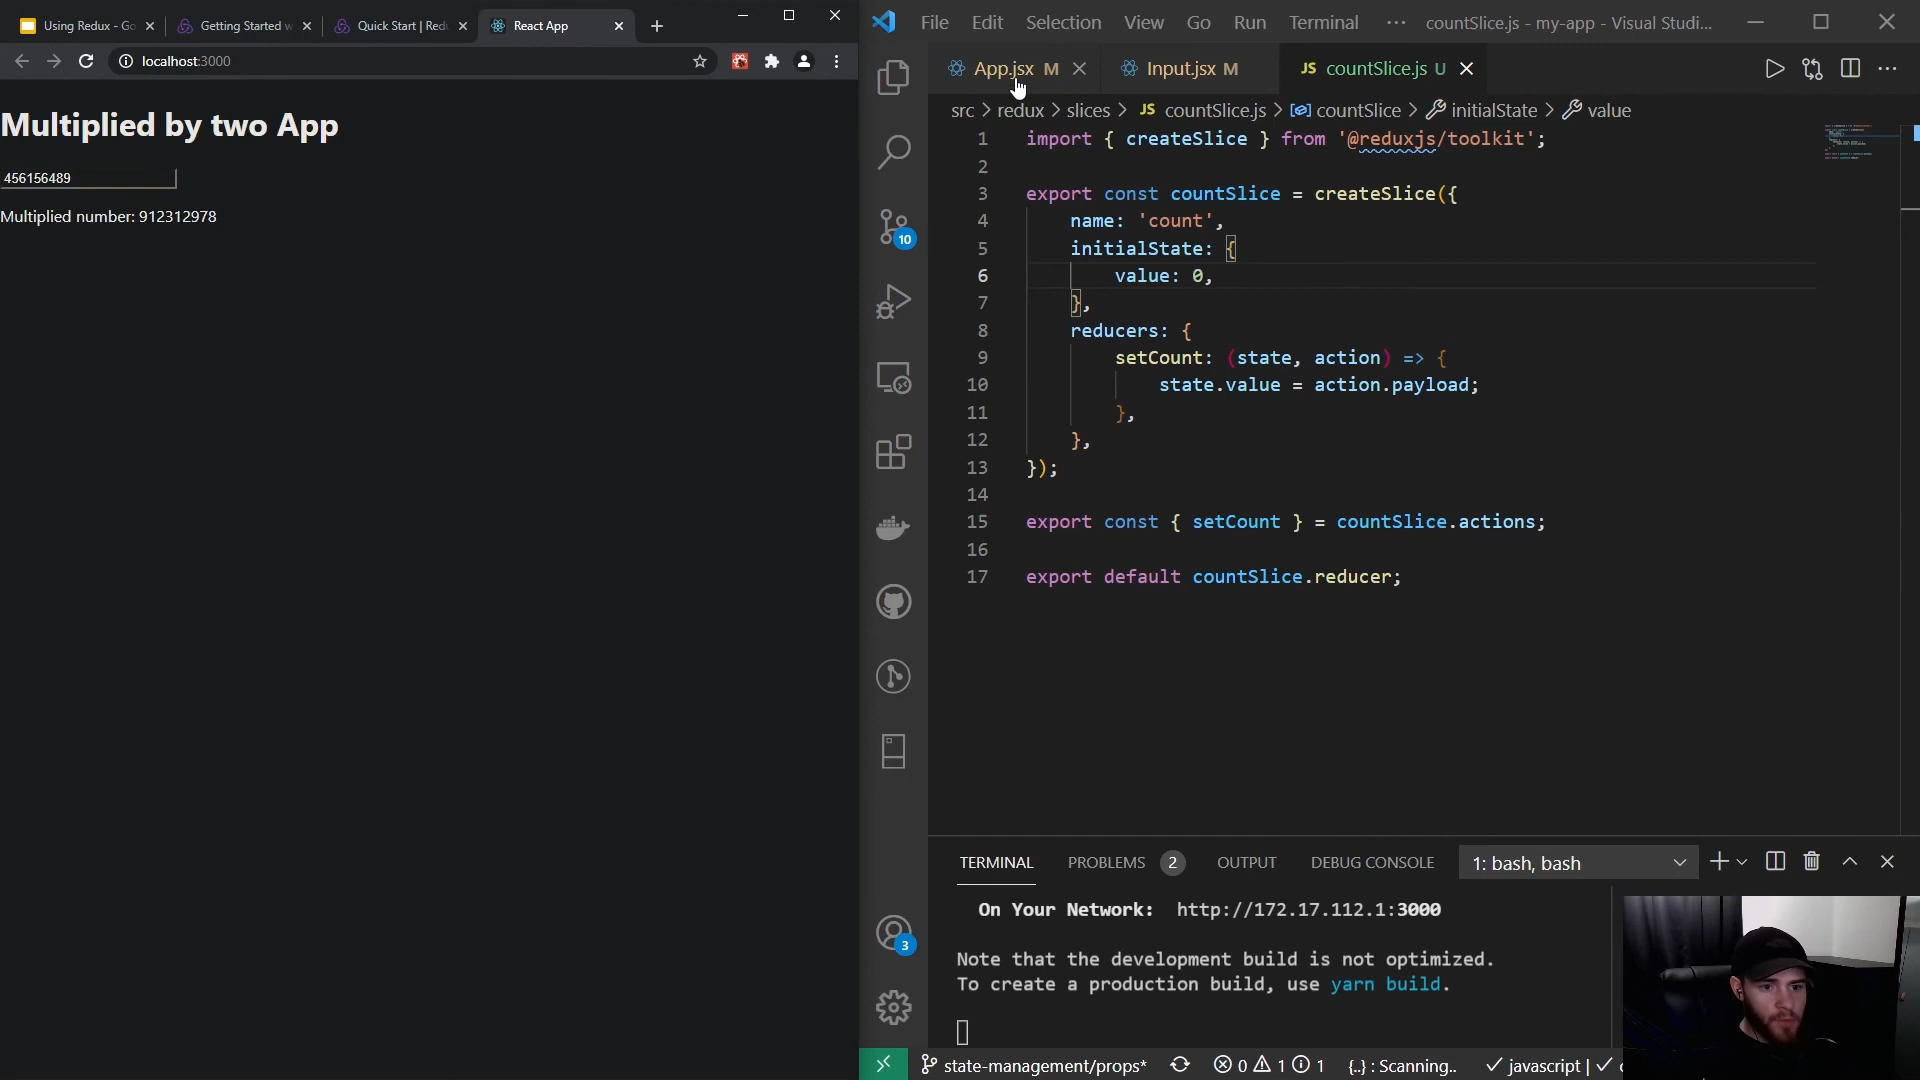 Using Redux - Go
Getting Started w
Quick Start | Redu
React App
localhost:3000
Multiplied by two App
456156489
Multiplied number: 912312978
File Edit Selection View Go Run Terminal ··· countSlice.js - my-app - Visual Studi...
App.jsx M
Input.jsx M
JS countSlice.js U
src > redux > slices > JS countSlice.js > countSlice > initialState > value
1 import { createSlice } from '@reduxjs/toolkit';
2
3 export const countSlice = createSlice({
4 name: 'count',
5 initialState: {
6 value: 0,
7 },
8 reducers: {
9 setCount: (state, action) => {
10 state.value = action.payload;
11 },
12 },
13 });
14
15 export const { setCount } = countSlice.actions;
16
17 export default countSlice.reducer;
10
3
TERMINAL PROBLEMS 2 OUTPUT DEBUG CONSOLE 1: bash, bash
On Your Network: http://172.17.112.1:3000
Note that the development build is not optimized.
To create a production build, use yarn build.
state-management/props* 0 1 1 {..} : Scanning.. javascript |